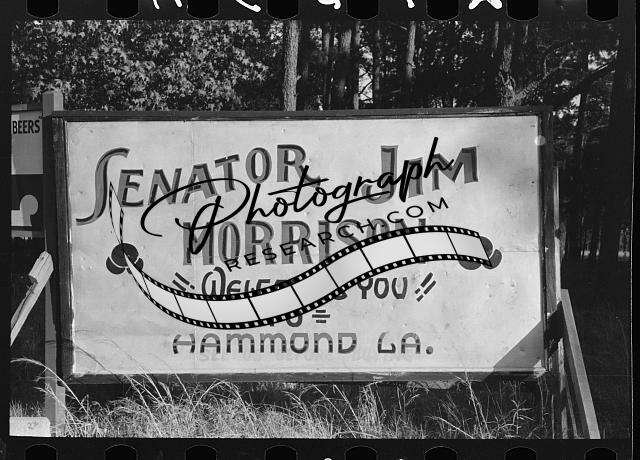 BEERS
SENATOR JIM
MORRISON
Photograph
RESEARCH.COM
WELCOMES YOU
TO
HAMMOND LA.